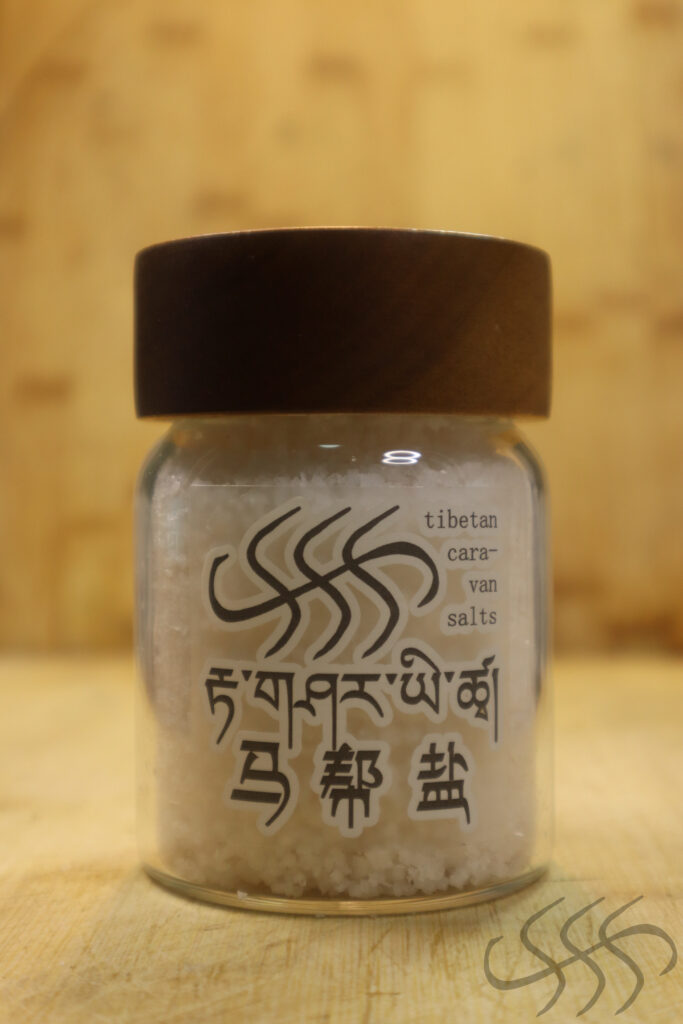 tibetan
cara-
van
salts
རྟ་གཤར་ཡི་ཚྭ།
马帮盐